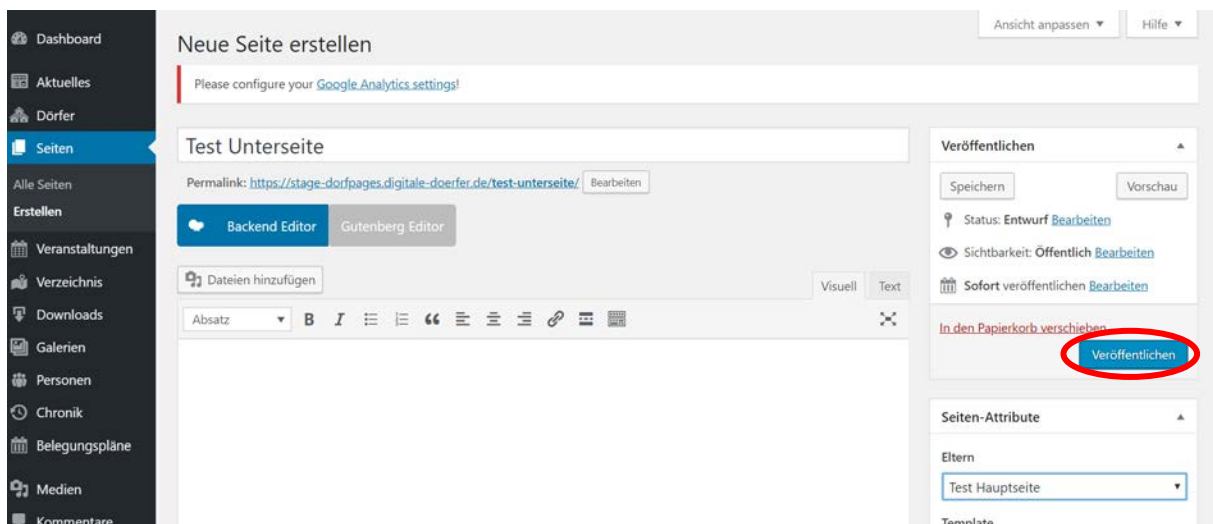 Ansicht anpassen ▼
Hilfe ▼
Dashboard
Aktuelles
Dörfer
Seiten
Alle Seiten
Erstellen
Veranstaltungen
Verzeichnis
Downloads
Galerien
Personen
Chronik
Belegungspläne
Medien
Kommentare
Neue Seite erstellen
Please configure your Google Analytics settings!
Test Unterseite
Permalink: https://stage-dorfpages.digitale-doerfer.de/test-unterseite/ Bearbeiten
Backend Editor Gutenberg Editor
Dateien hinzufügen
Visuell Text
Absatz ▼ B I
Veröffentlichen
Speichern Vorschau
Status: Entwurf Bearbeiten
Sichtbarkeit: Öffentlich Bearbeiten
Sofort veröffentlichen Bearbeiten
In den Papierkorb verschieben
Veröffentlichen
Seiten-Attribute
Eltern
Test Hauptseite
Template